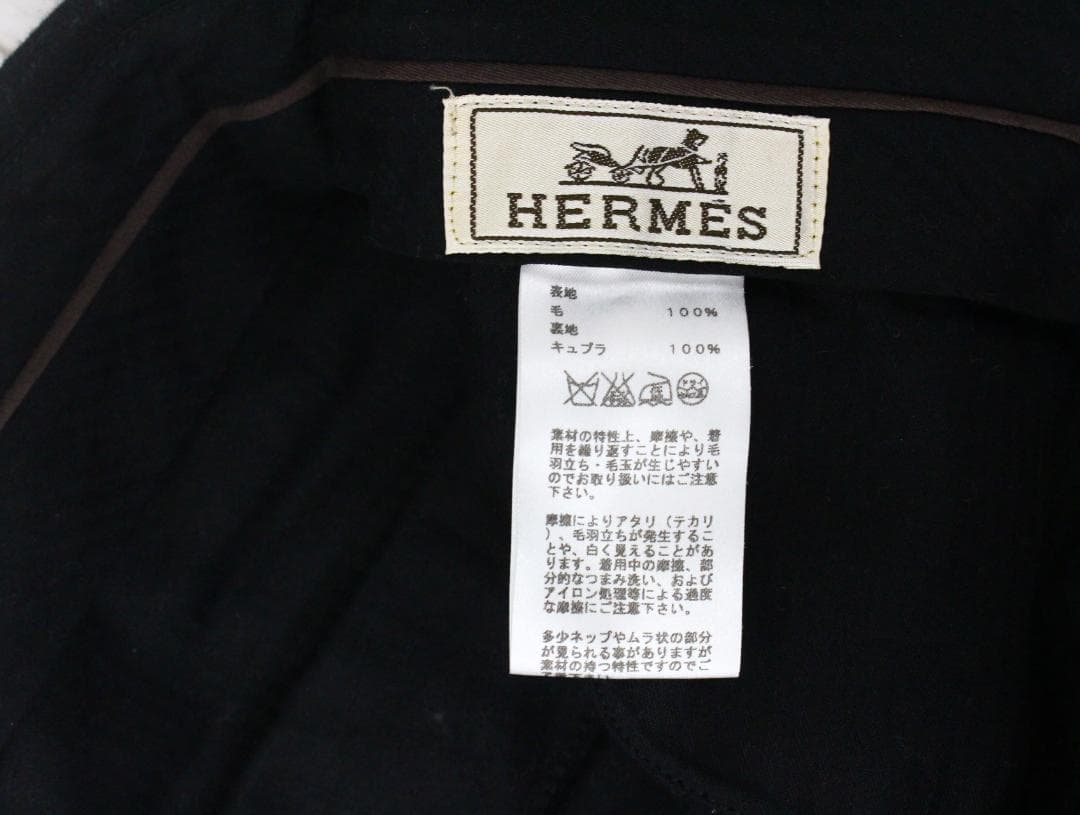 HERMÈS
表地
毛 100%
裏地
キュプラ 100%
素材の特性上、摩擦や、着
用を繰り返すことにより毛
羽立ち・毛玉が生じやすい
のでお取り扱いにはご注意
下さい。
摩擦によりアタリ（テカリ
）、毛羽立ちが発生するこ
とや、白く見えることがあ
ります。着用中の摩擦、部
分的なつまみ洗い、および
アイロン処理等による過度
な摩擦にご注意下さい。
多少ネップやムラ状の部分
が見られる事がありますが
素材の持つ特性ですのでご